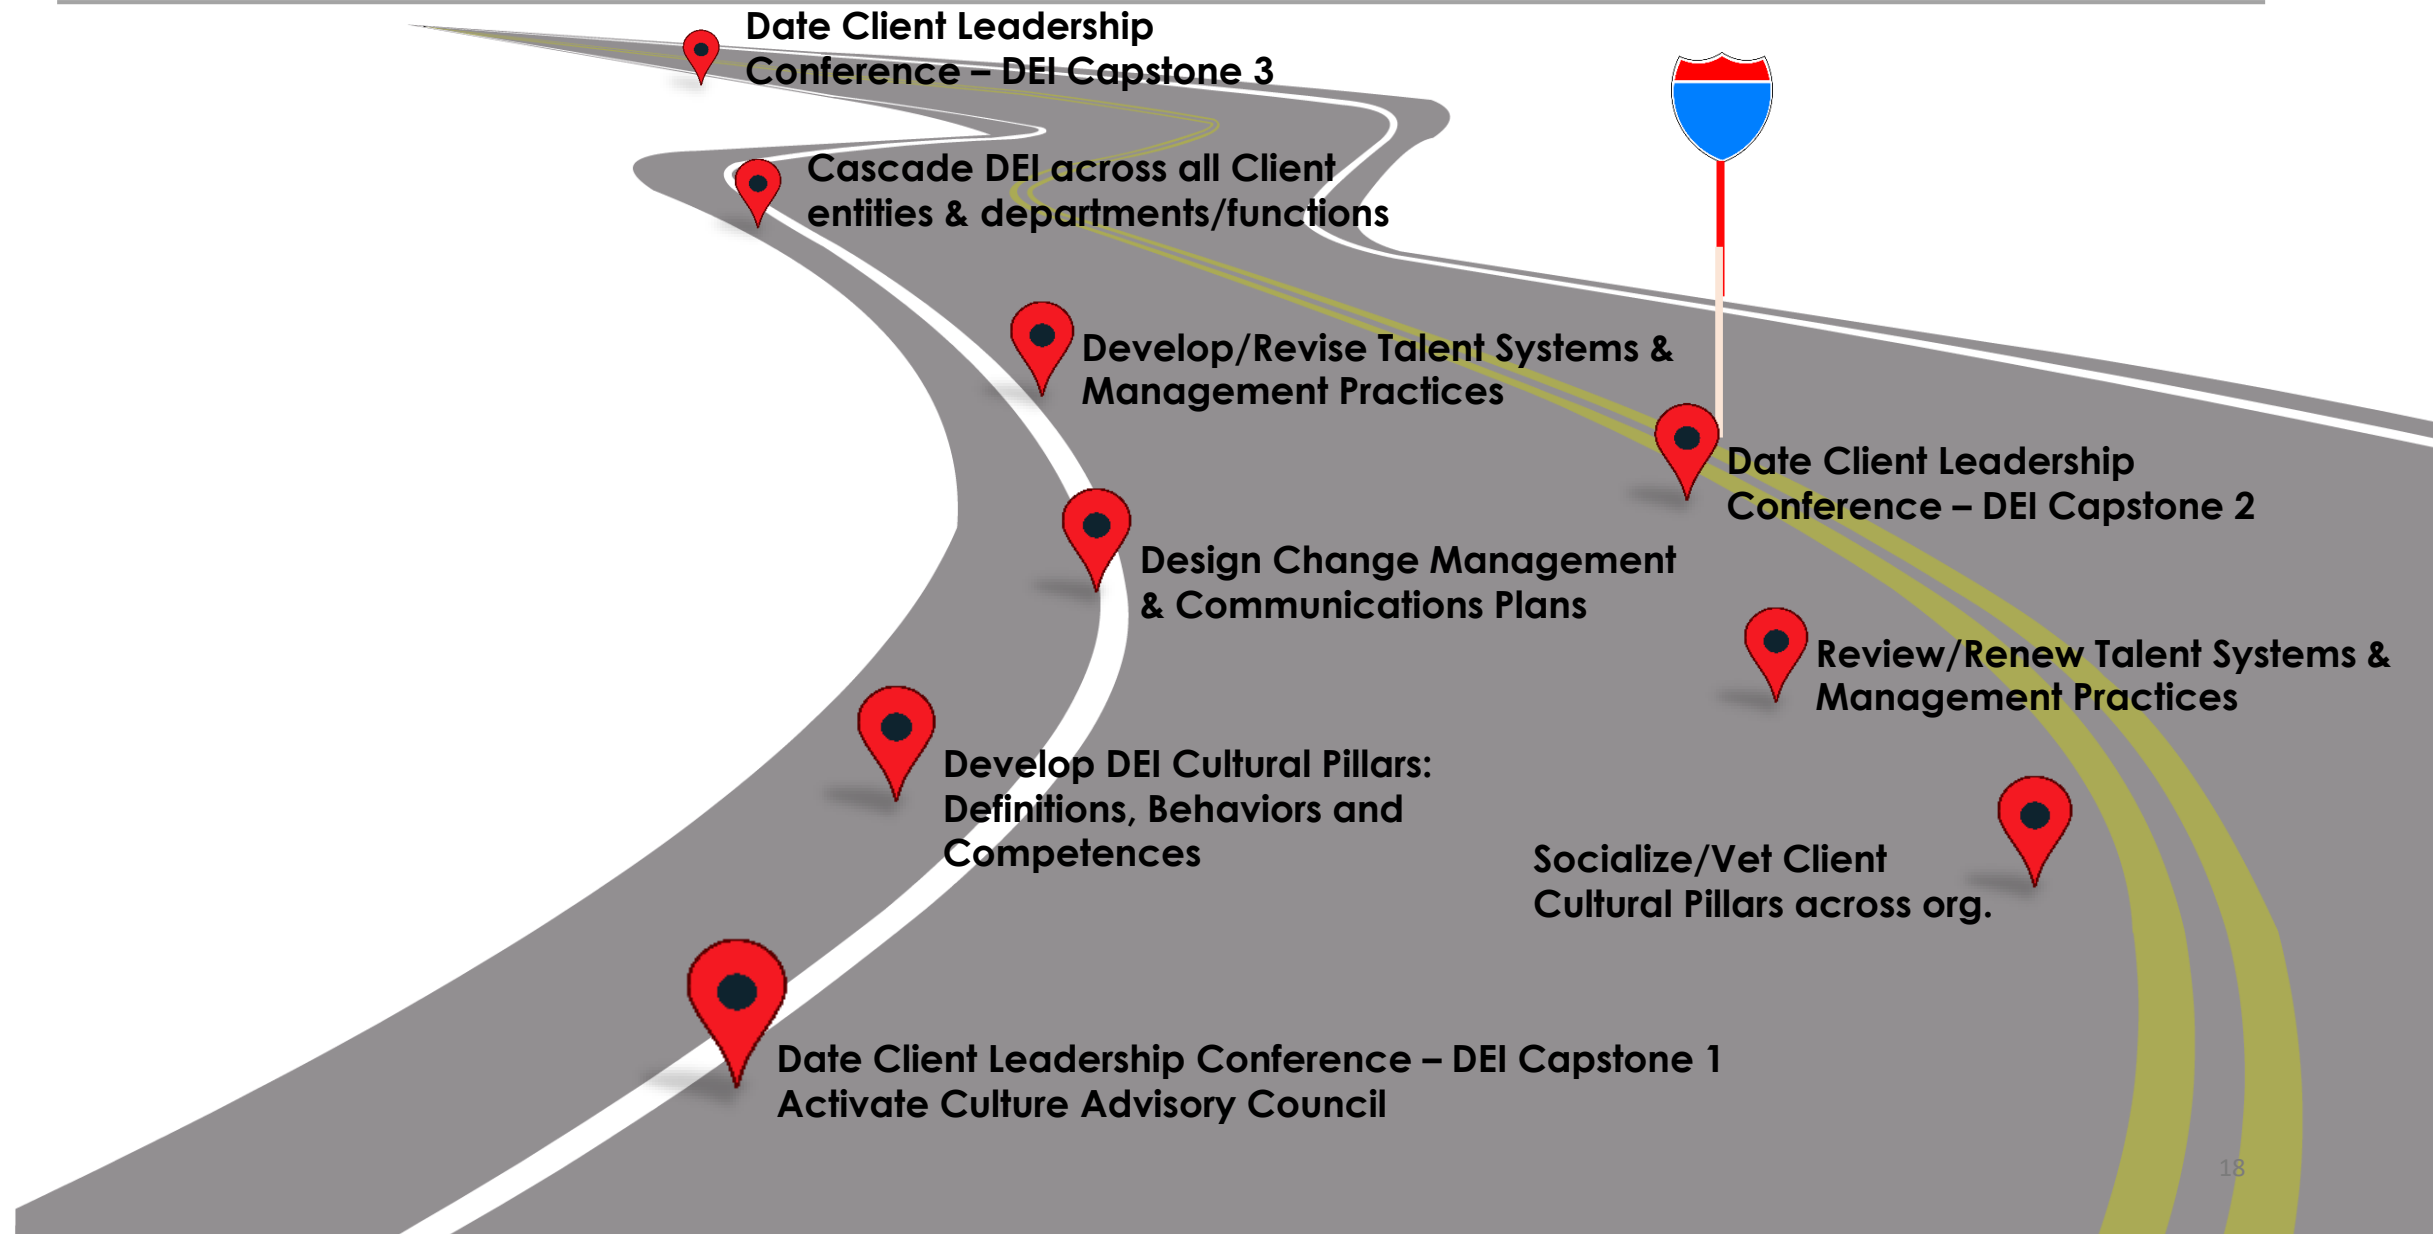 Date Client Leadership
Conference – DEI Capstone 3
Cascade DEI across all Client
entities & departments/functions
Develop/Revise Talent Systems &
Management Practices
Date Client Leadership
Conference – DEI Capstone 2
Design Change Management
& Communications Plans
Review/Renew Talent Systems &
Management Practices
Develop DEI Cultural Pillars:
Definitions, Behaviors and
Competences
Socialize/Vet Client
Cultural Pillars across org.
Date Client Leadership Conference – DEI Capstone 1
Activate Culture Advisory Council
18